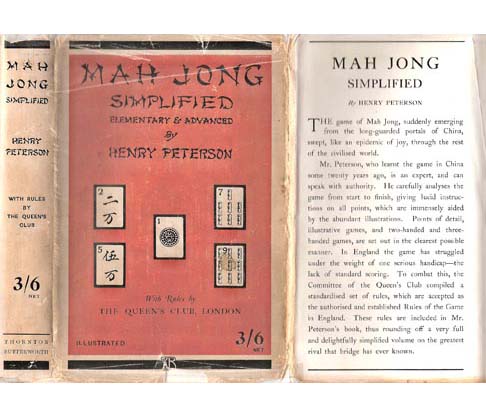 MAH
JONG
SIMPLIFIED
HENRY
PETERSON
WITH RULES
BY
THE QUEEN'S
CLUB
3/6
NET
THORNTON
BUTTERWORTH
MAH JONG
SIMPLIFIED
ELEMENTARY & ADVANCED
By
HENRY PETERSON
2
二
万
7
1
5
伍
万
9
With Rules by
THE QUEEN'S CLUB, LONDON
ILLUSTRATED
3/6
NET
MAH JONG
SIMPLIFIED
By HENRY PETERSON
THE game of Mah Jong, suddenly emerging
from the long-guarded portals of China,
swept, like an epidemic of joy, through the rest
of the civilised world.
Mr. Peterson, who learnt the game in China
some twenty years ago, is an expert, and can
speak with authority. He carefully analyses the
game from start to finish, giving lucid instruc-
tions on all points, which are immensely aided
by the abundant illustrations. Points of detail,
illustrative games, and two-handed and three-
handed games, are set out in the clearest possible
manner. In England the game has struggled
under the weight of one serious handicap—the
lack of standard scoring. To combat this, the
Committee of the Queen's Club compiled a
standardised set of rules, which are accepted as
the authorised and established Rules of the Game
in England. These rules are included in Mr.
Peterson's book, thus rounding off a very full
and delightfully simplified volume on the greatest
rival that bridge has ever known.